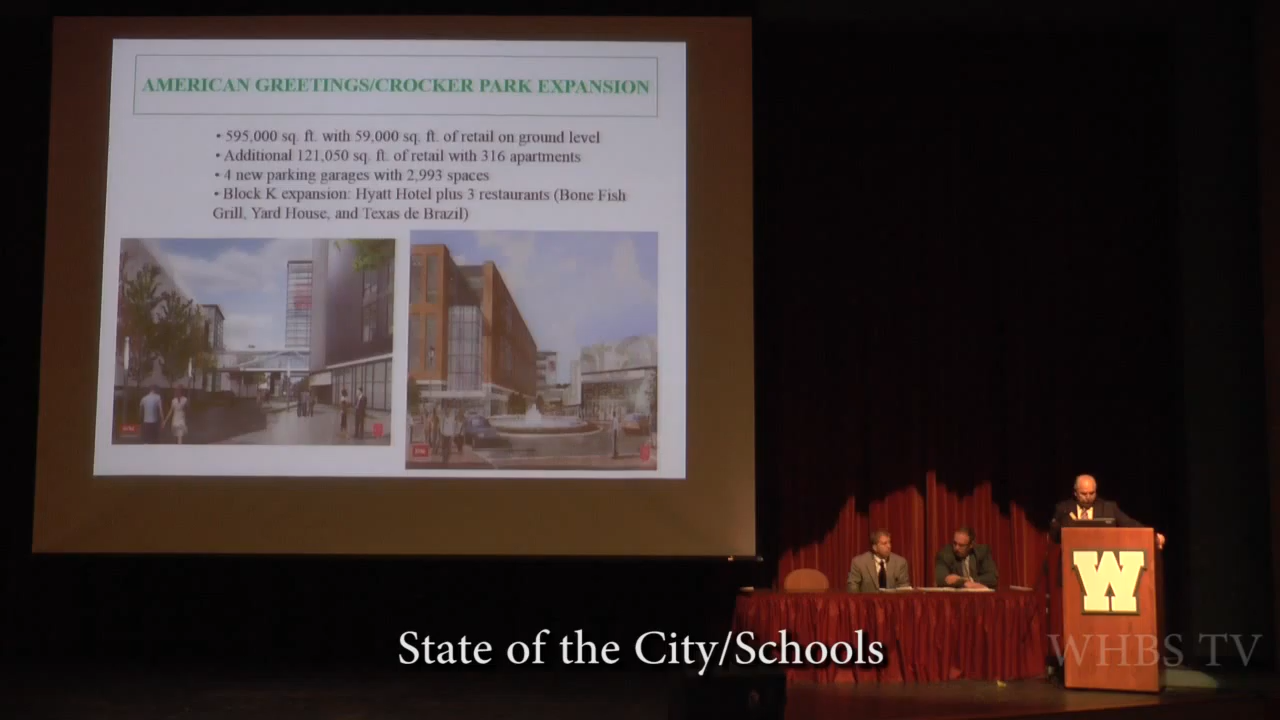 AMERICAN GREETINGS/CROCKER PARK EXPANSION
• 595,000 sq. ft. with 59,000 sq. ft. of retail on ground level
• Additional 121,050 sq. ft. of retail with 316 apartments
• 4 new parking garages with 2,993 spaces
• Block K expansion: Hyatt Hotel plus 3 restaurants (Bone Fish
Grill, Yard House, and Texas de Brazil)
W
State of the City/Schools
WHBS TV